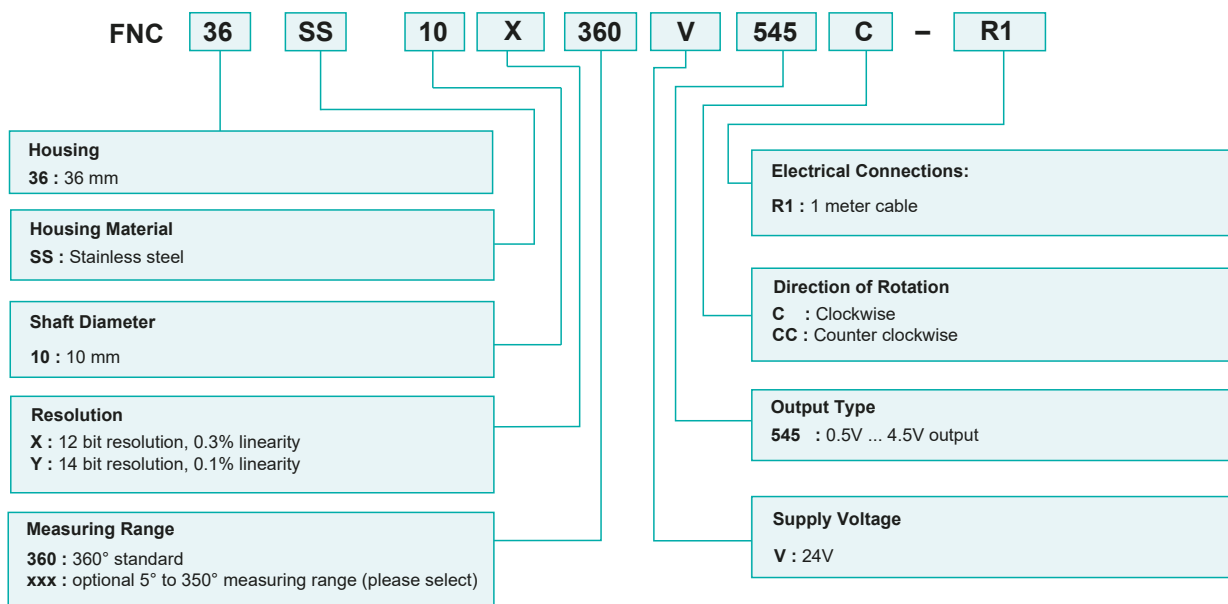 FNC 36 SS 10 X 360 V 545 C – R1
Housing
36 : 36 mm
Housing Material
SS : Stainless steel
Shaft Diameter
10 : 10 mm
Resolution
X : 12 bit resolution, 0.3% linearity
Y : 14 bit resolution, 0.1% linearity
Measuring Range
360 : 360° standard
xxx : optional 5° to 350° measuring range (please select)
Electrical Connections:
R1 : 1 meter cable
Direction of Rotation
C : Clockwise
CC : Counter clockwise
Output Type
545 : 0.5V ... 4.5V output
Supply Voltage
V : 24V